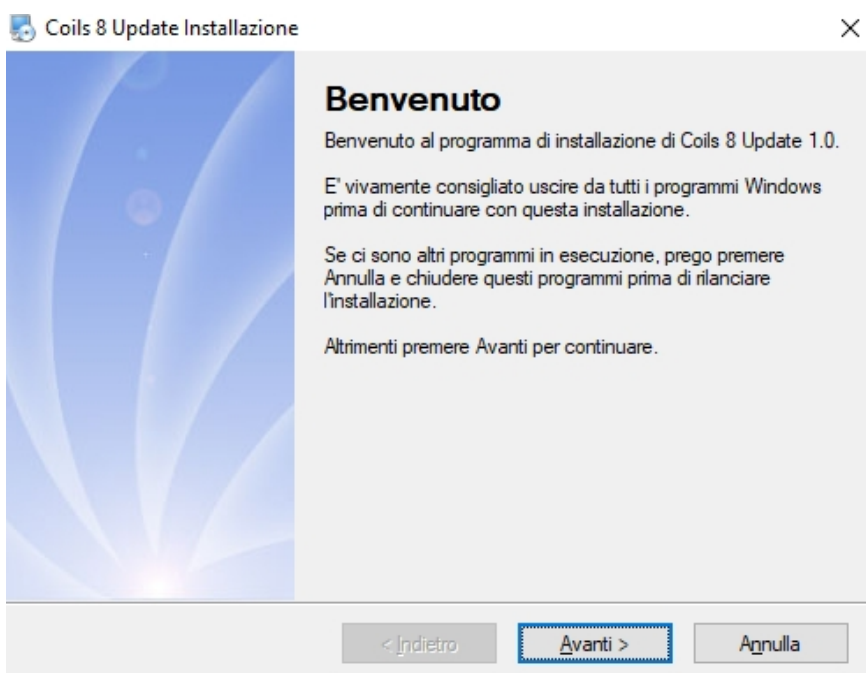 Coils 8 Update Installazione
Benvenuto
Benvenuto al programma di installazione di Coils 8 Update 1.0.
E' vivamente consigliato uscire da tutti i programmi Windows
prima di continuare con questa installazione.
Se ci sono altri programmi in esecuzione, prego premere
Annulla e chiudere questi programmi prima di rilanciare
l'installazione.
Altrimenti premere Avanti per continuare.
< Indietro
Avanti >
Annulla